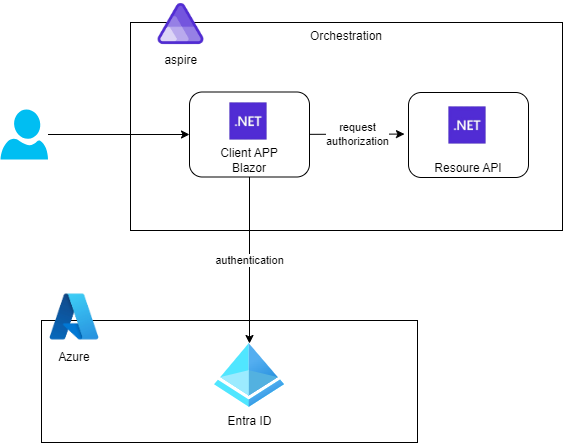 Orchestration
aspire
.NET
Client APP
Blazor
request
authorization
.NET
Resoure API
authentication
Azure
Entra ID